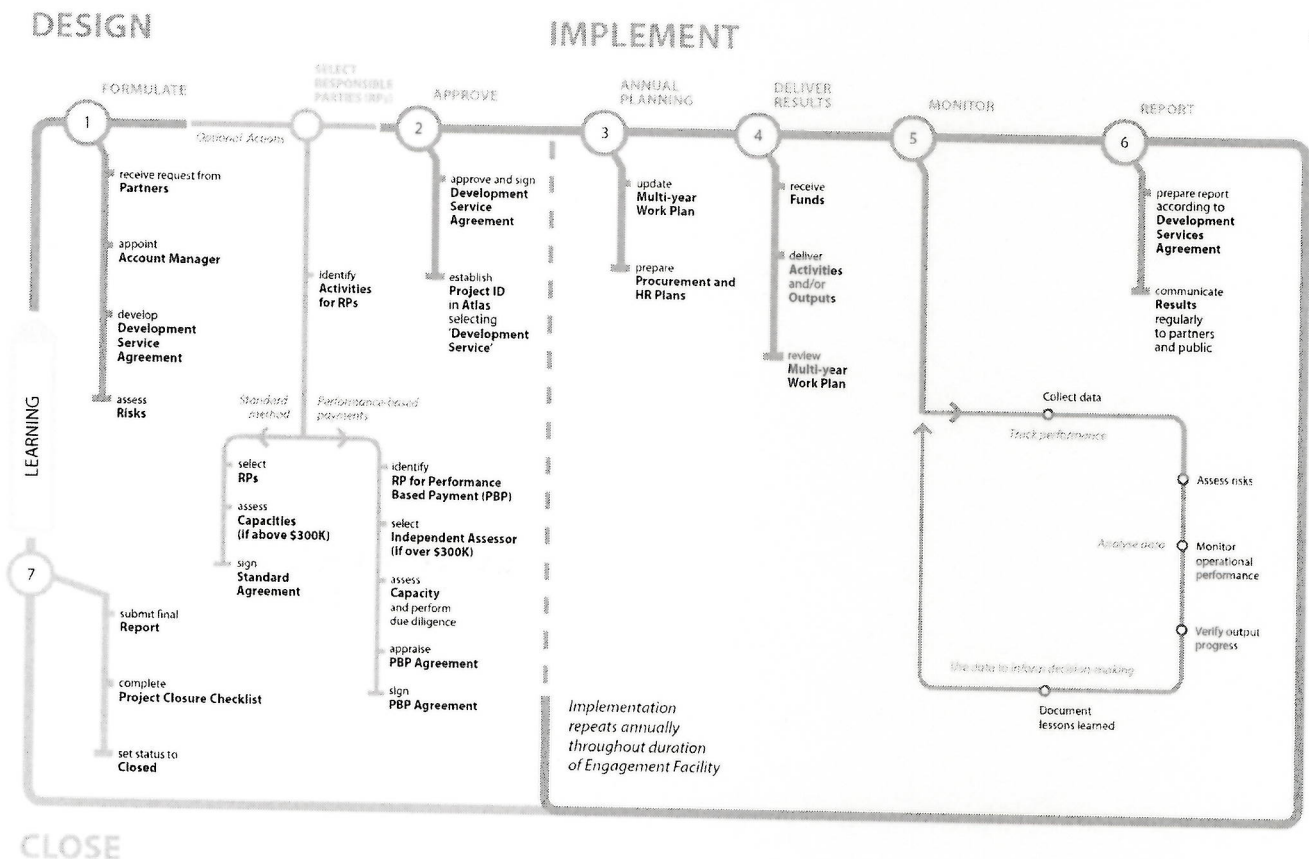 DESIGN
IMPLEMENT
FORMULATE
SELECT
RESPONSIBLE
PARTIES (RPs)
APPROVE
ANNUAL
PLANNING
DELIVER
RESULTS
MONITOR
REPORT
1
Optional Actions
2
3
4
5
6
receive request from
Partners
appoint
Account Manager
develop
Development
Service
Agreement
assess
Risks
identify
Activities
for RPs
approve and sign
Development
Service
Agreement
establish
Project ID
in Atlas
selecting
'Development
Service'
update
Multi-year
Work Plan
prepare
Procurement and
HR Plans
receive
Funds
deliver
Activities
and/or
Outputs
review
Multi-year
Work Plan
prepare report
according to
Development
Services
Agreement
communicate
Results
regularly
to partners
and public
Standard
method
Performance-based
payments
select
RPs
assess
Capacities
(if above $300K)
sign
Standard
Agreement
identify
RP for Performance
Based Payment (PBP)
select
Independent Assessor
(if over $300K)
assess
Capacity
and perform
due diligence
appraise
PBP Agreement
sign
PBP Agreement
Collect data
Track performance
Assess risks
Analyse data
Monitor
operational
performance
Verify output
progress
Use data to inform decision making
Document
lessons learned
LEARNING
7
submit final
Report
complete
Project Closure Checklist
set status to
Closed
Implementation
repeats annually
throughout duration
of Engagement Facility
CLOSE